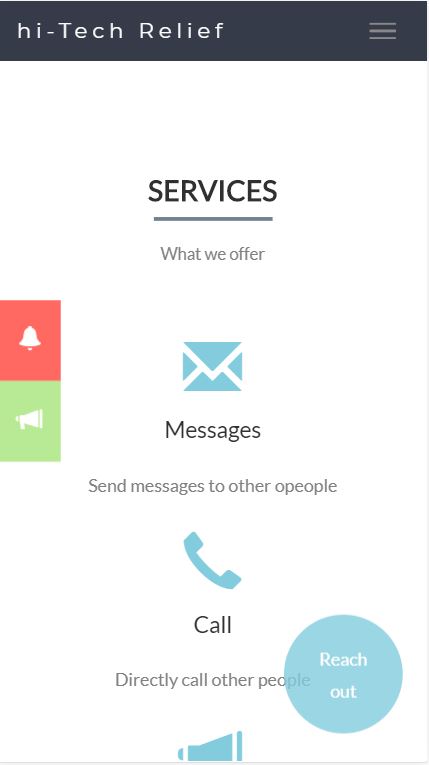 hi-Tech Relief
SERVICES
What we offer
Messages
Send messages to other opeople
Call
Directly call other people
Reach
out